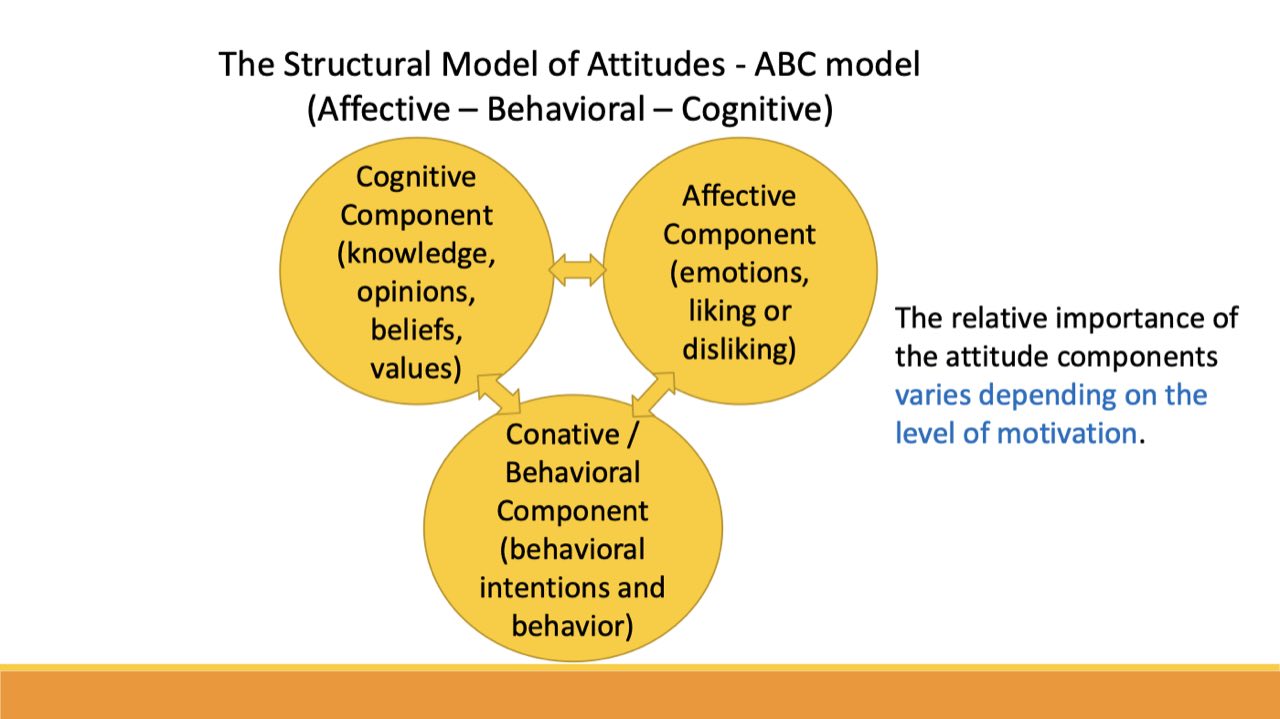 The Structural Model of Attitudes - ABC model
(Affective – Behavioral – Cognitive)
Cognitive
Component
(knowledge,
opinions,
beliefs,
values)
Affective
Component
(emotions,
liking or
disliking)
Conative /
Behavioral
Component
(behavioral
intentions and
behavior)
The relative importance of
the attitude components
varies depending on the
level of motivation.